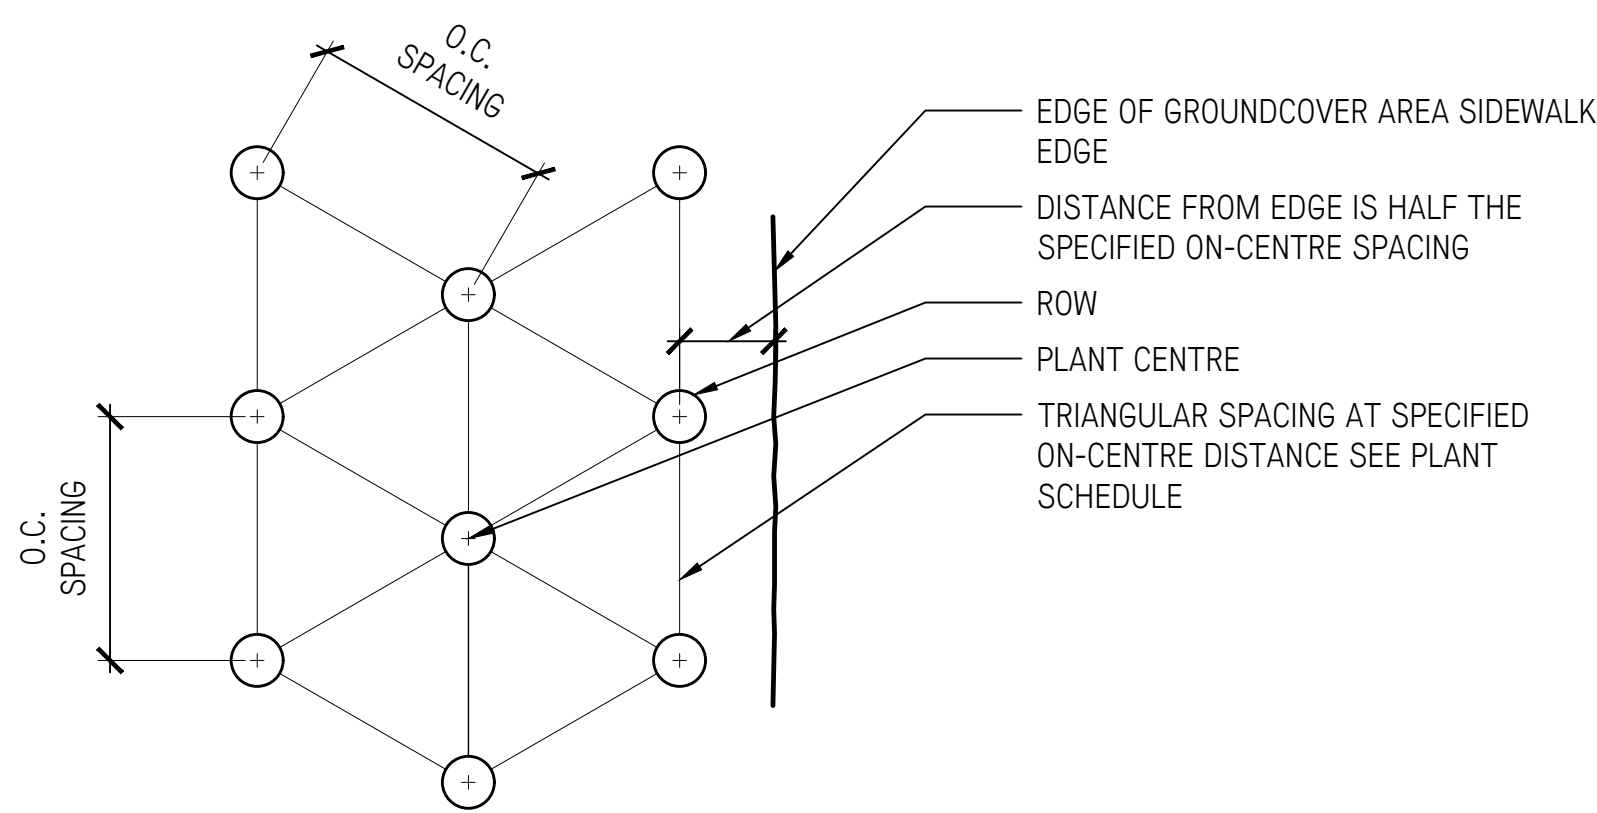 O.C.
SPACING
EDGE OF GROUNDCOVER AREA SIDEWALK
EDGE
DISTANCE FROM EDGE IS HALF THE
SPECIFIED ON-CENTRE SPACING
ROW
PLANT CENTRE
TRIANGULAR SPACING AT SPECIFIED
ON-CENTRE DISTANCE SEE PLANT
SCHEDULE
O.C.
SPACING